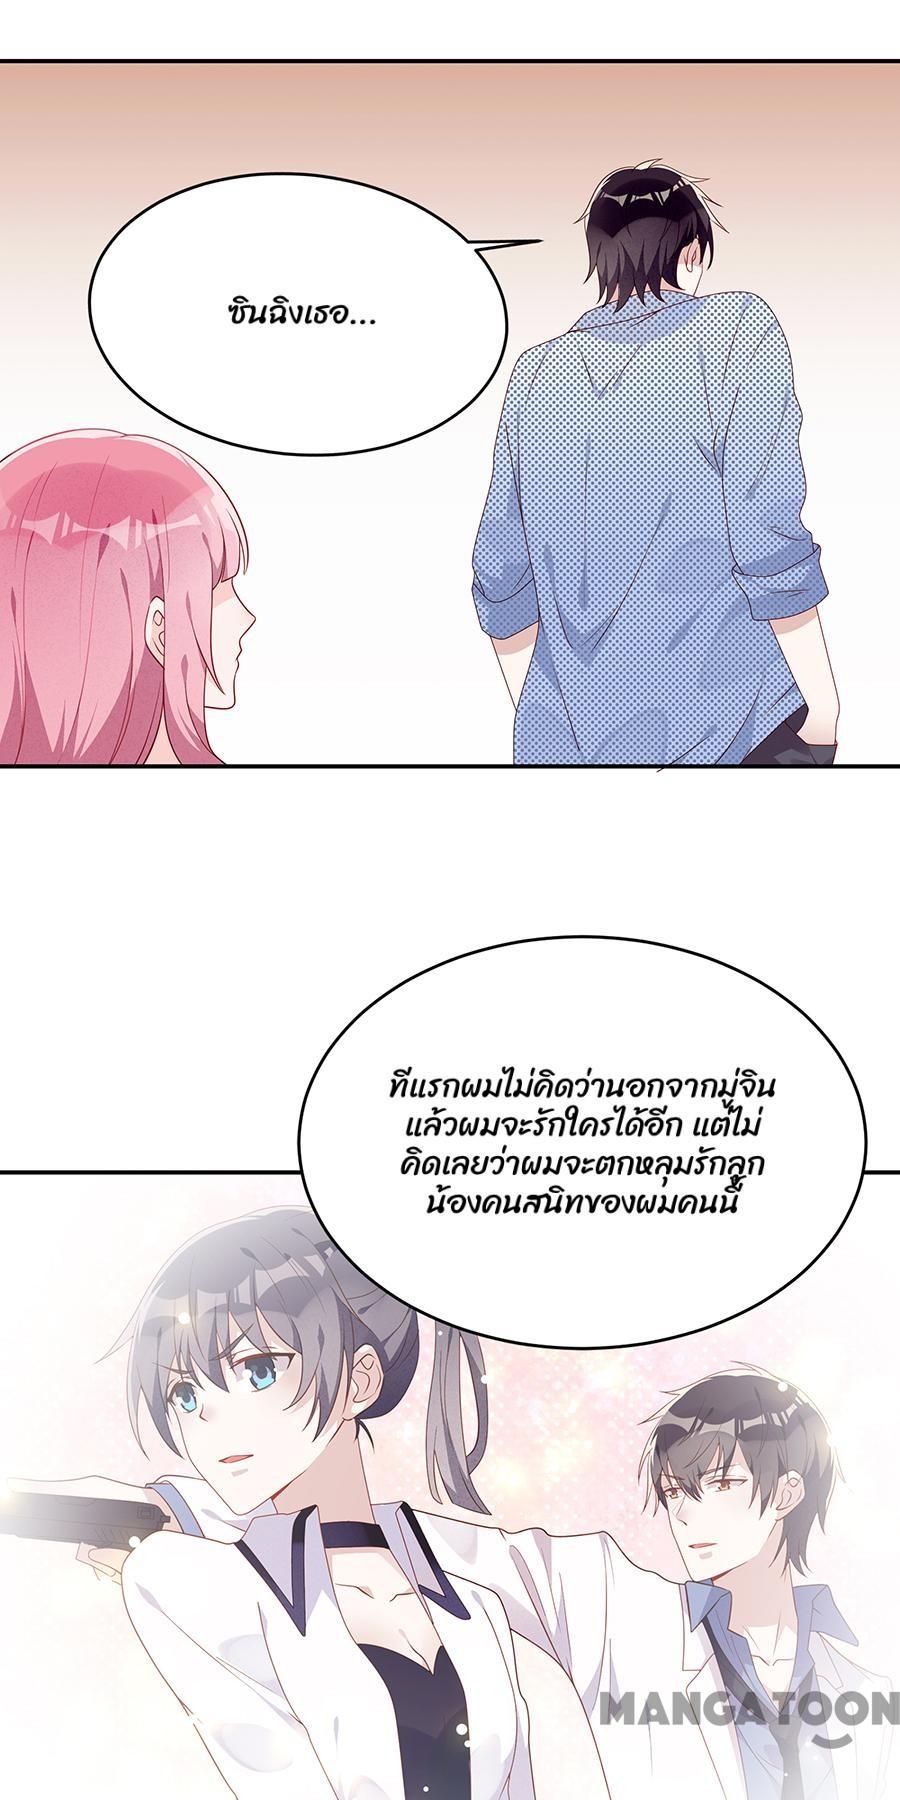 ซินฉิงเธอ...
ทีแรกผมไม่คิดว่านอกจากมู่จิน
แล้วผมจะรักใครได้อีก แต่ไม่
คิดเลยว่าผมจะตกหลุมรักลูก
น้องคนสนิทของผมคนนี้
MANGATOON